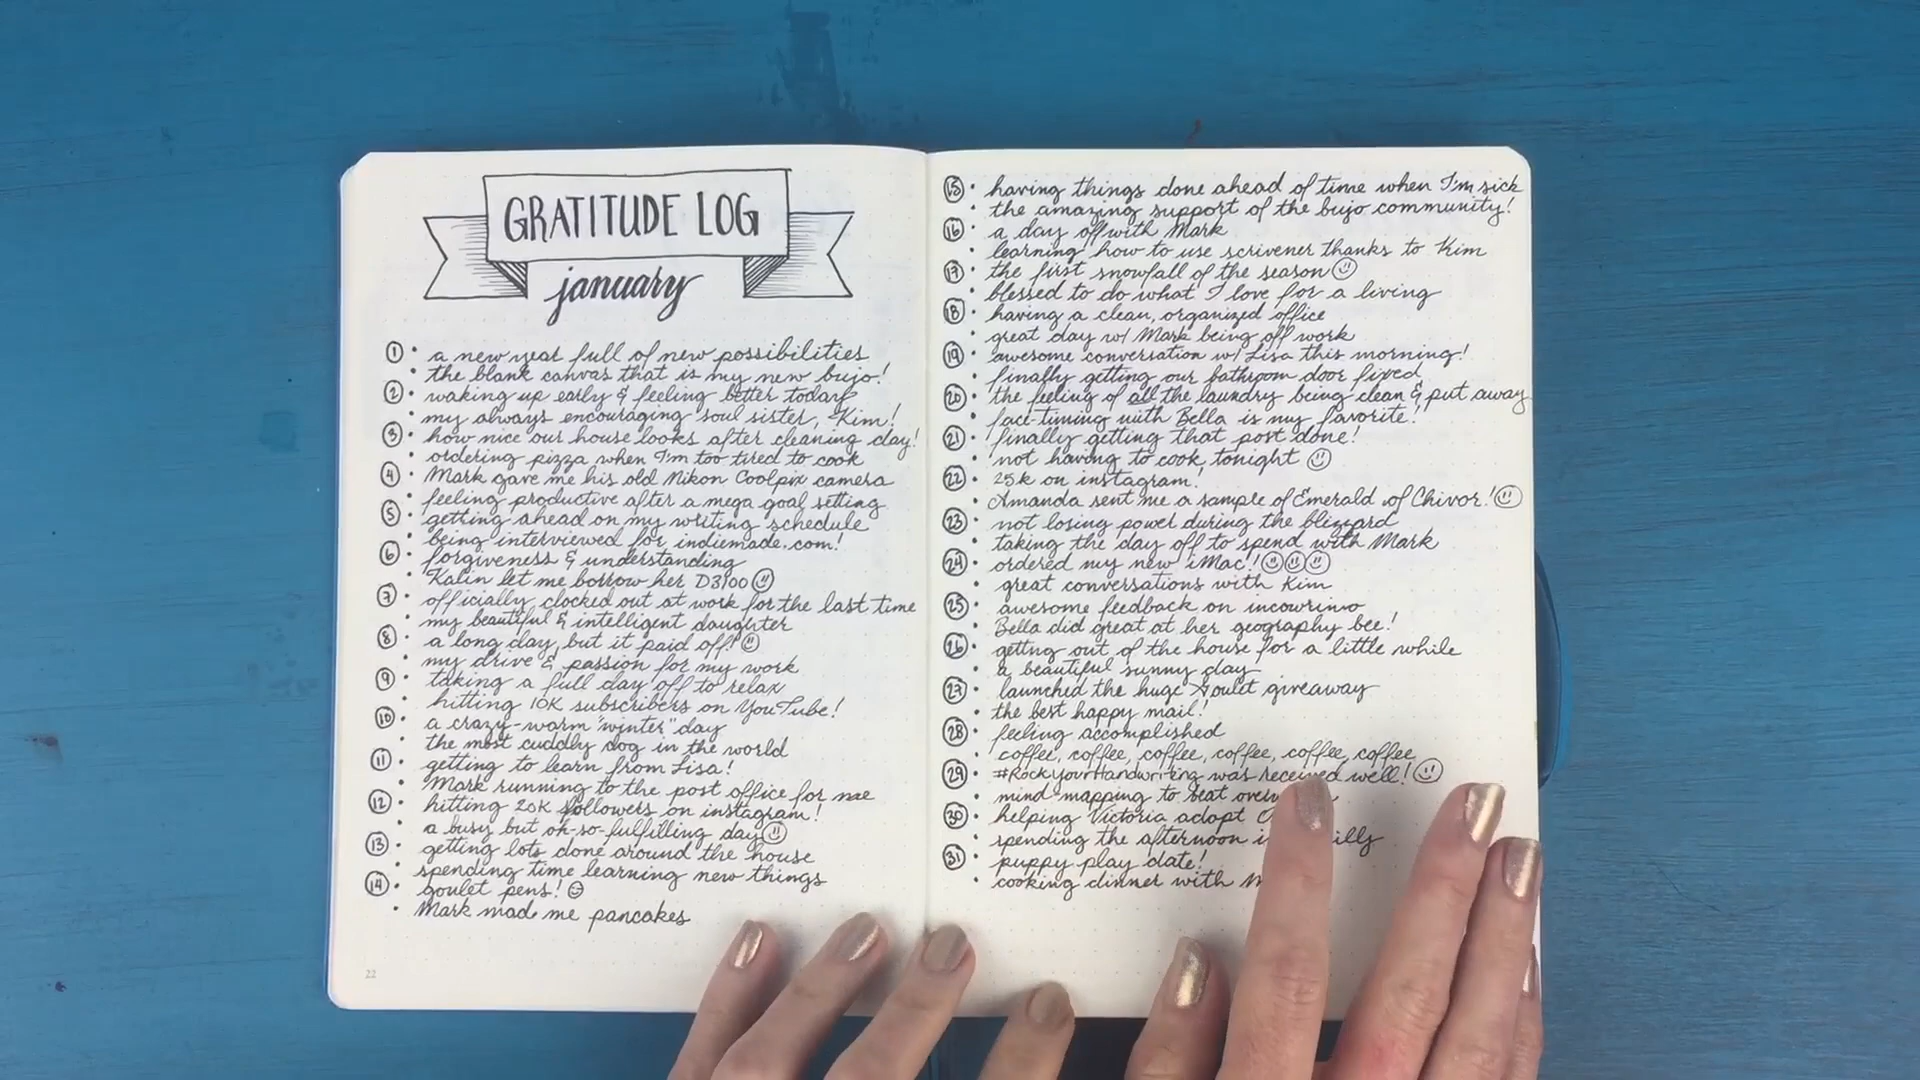 GRATITUDE LOG
january
1 • a new year full of new possibilities
• the blank canvas that is my new bujo!
2 • waking up early & feeling better today
• my always encouraging soul sister, Kim!
3 • how nice our house looks after cleaning day!
• ordering pizza when I'm too tired to cook
4 • Mark gave me his old Nikon Coolpix camera
• feeling productive after a mega goal setting
5 • getting ahead on my writing schedule
• being interviewed for indiemade.com!
6 • forgiveness & understanding
• Kalin let me borrow her D3100
7 • officially clocked out at work for the last time
• my beautiful & intelligent daughter
8 • a long day, but it paid off!
• my drive & passion for my work
9 • taking a full day off to relax
• hitting 10K subscribers on YouTube!
10 • a crazy-warm "winter" day
• the most cuddly dog in the world
11 • getting to learn from Lisa!
• Mark running to the post office for me
12 • hitting 20K followers on instagram!
• a busy but oh-so-fulfilling day
13 • getting lots done around the house
• spending time learning new things
14 • goulet pens!
• Mark made me pancakes
22
15 • having things done ahead of time when I'm sick
• the amazing support of the bujo community!
16 • a day off with Mark
• learning how to use scrivener thanks to Kim
17 • the first snowfall of the season
• blessed to do what I love for a living
18 • having a clean, organized office
• great day w/ Mark being off work
19 • awesome conversation w/ Lisa this morning!
• finally getting our bathroom door fixed
20 • the feeling of all the laundry being clean & put away
• face-timing with Bella is my favorite!
21 • finally getting that post done!
• not having to cook tonight
22 • 25k on instagram!
• Amanda sent me a sample of Emerald of Chivor!
23 • not losing power during the blizzard
• taking the day off to spend with Mark
24 • ordered my new iMac!
• great conversations with Kim
25 • awesome feedback on incowrimo
• Bella did great at her geography bee!
26 • getting out of the house for a little while
• a beautiful sunny day
27 • launched the huge giveaway
• the best happy mail!
28 • feeling accomplished
• coffee, coffee, coffee, coffee, coffee, coffee
29 • #RockYourHandwriting was received well!
• mind mapping to beat
30 • helping Victoria adopt
• spending the afternoon
31 • puppy play date!
• cooking dinner with